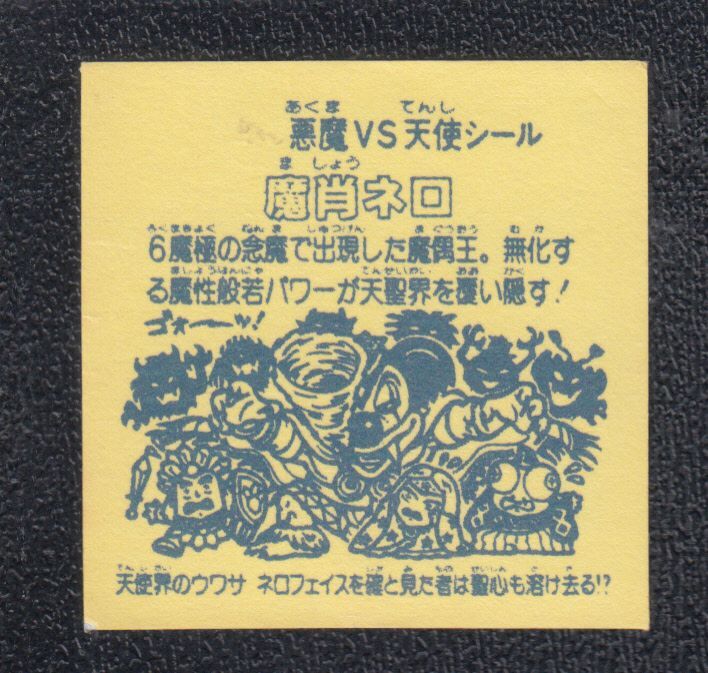 あくま てんし
悪魔VS天使シール
ま しょう
魔肖ネロ
ろくまきょく ねんま しゅつげん まぐうおう むか
6魔極の念魔で出現した魔偶王。無化す
ましょうはんにゃ てんせいかい おお かく
る魔性般若パワーが天聖界を覆い隠す!
ゴォーーッ!
てんしかい しか み もの せいしん と さ
天使界のウワサ ネロフェイスを確と見た者は聖心も溶け去る!?